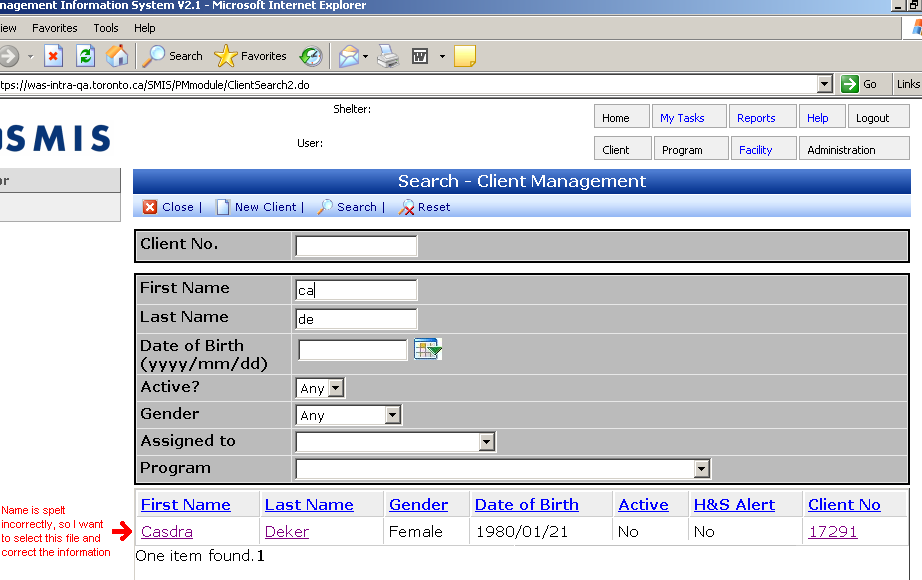 nagement Information System V2.1 - Microsoft Internet Explorer
iew Favorites Tools Help
Search Favorites
tps://was-intra-qa.toronto.ca/SMIS/PMmodule/ClientSearch2.do Go Links
Shelter:
Home My Tasks Reports Help Logout
SMIS
User:
Client Program Facility Administration
or
Search - Client Management
Close | New Client | Search | Reset
Client No.
First Name ca
Last Name de
Date of Birth
(yyyy/mm/dd)
Active? Any
Gender Any
Assigned to
Program
First Name Last Name Gender Date of Birth Active H&S Alert Client No
Casdra Deker Female 1980/01/21 No No 17291
One item found.1
Name is spelt
incorrectly, so I want
to select this file and
correct the information